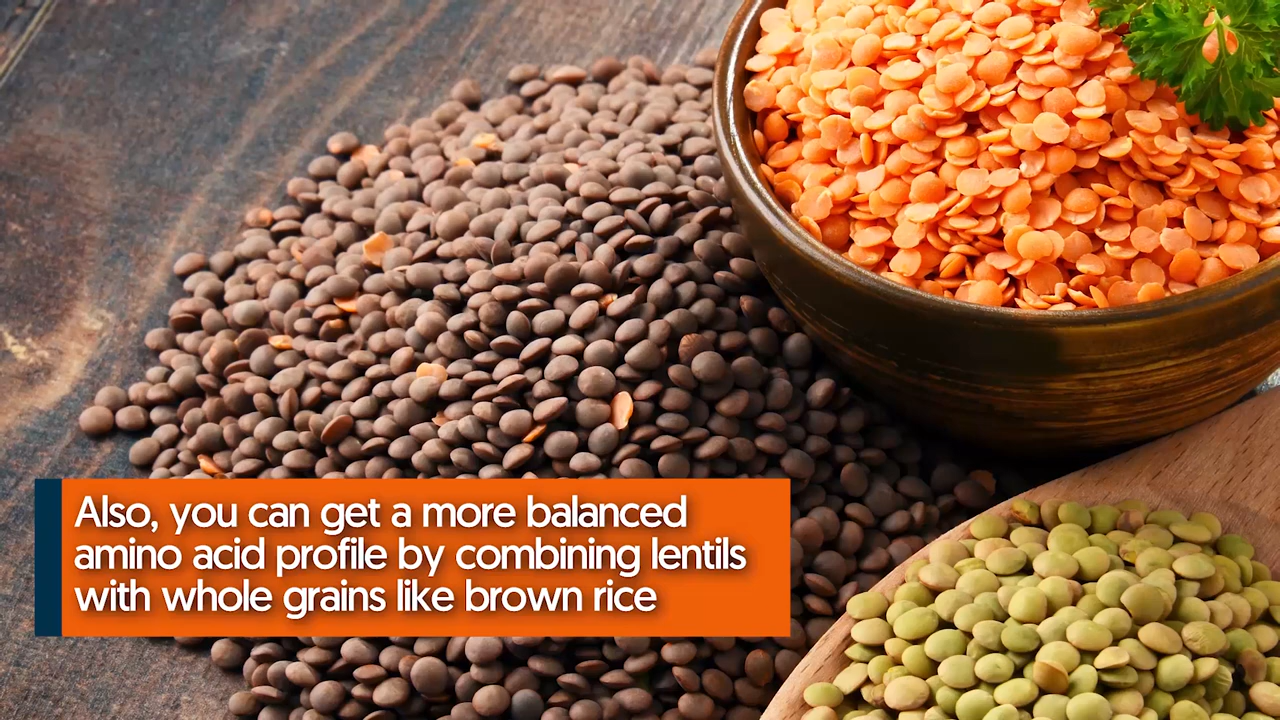 Also, you can get a more balanced
amino acid profile by combining lentils
with whole grains like brown rice